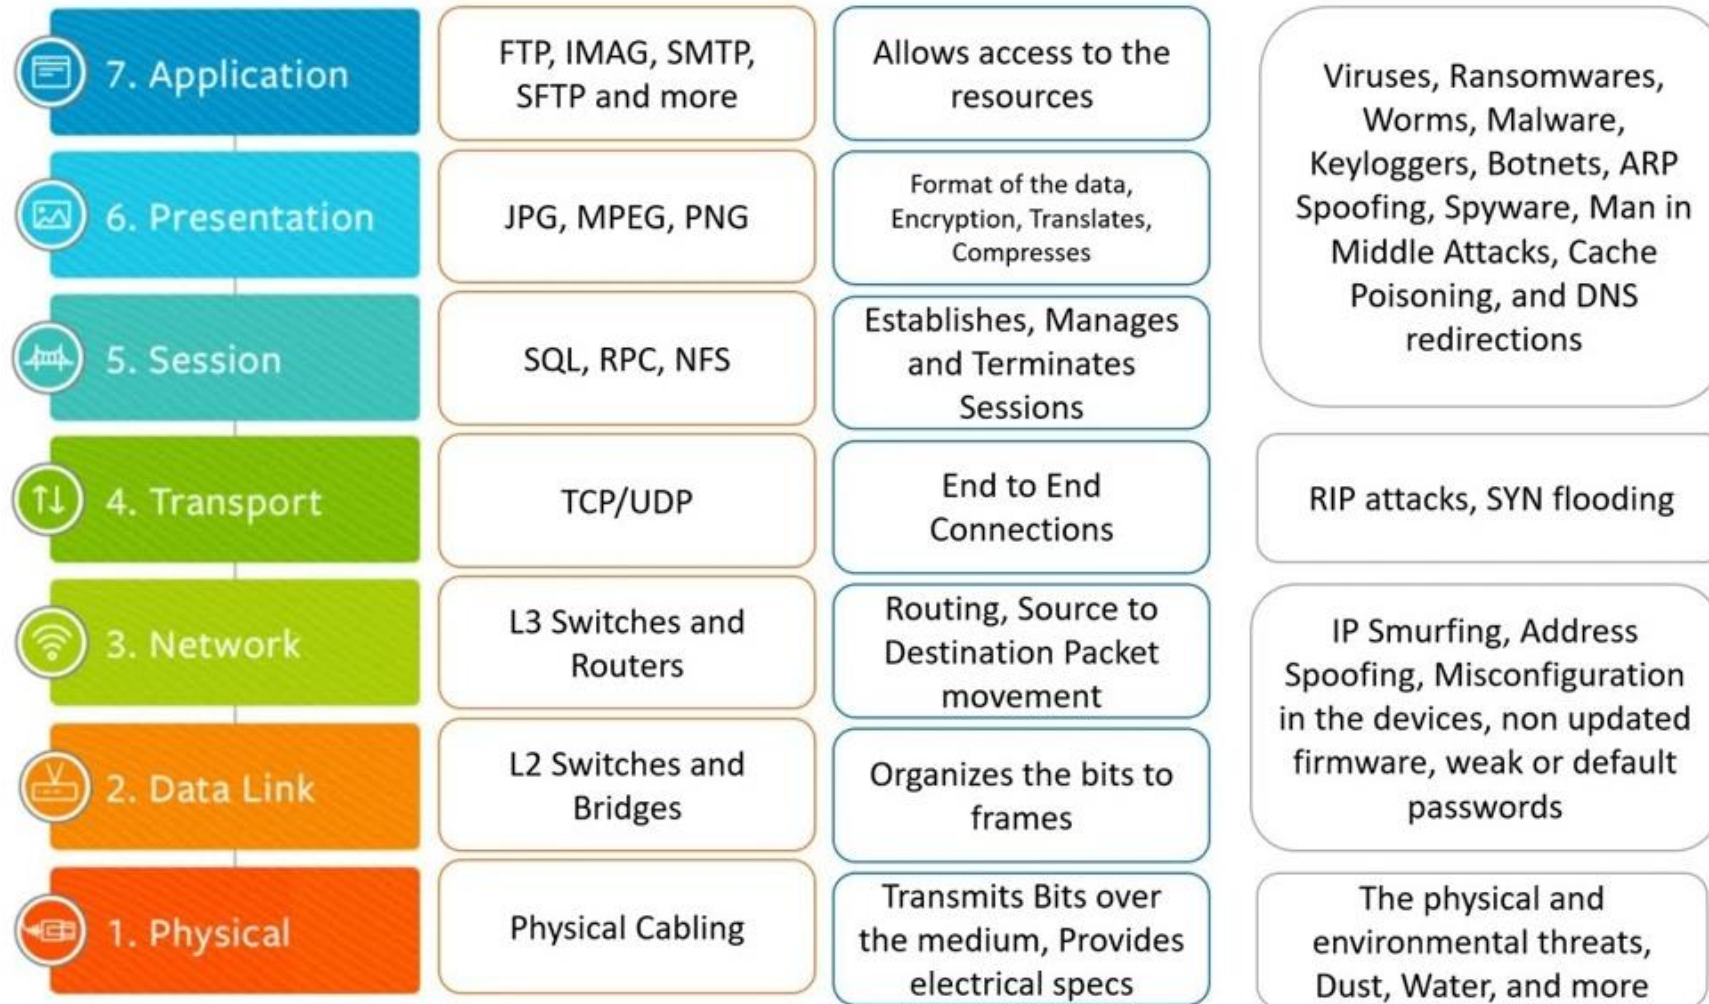 7. Application
FTP, IMAG, SMTP,
SFTP and more
Allows access to the
resources
Viruses, Ransomwares,
Worms, Malware,
Keyloggers, Botnets, ARP
Spoofing, Spyware, Man in
Middle Attacks, Cache
Poisoning, and DNS
redirections
6. Presentation
JPG, MPEG, PNG
Format of the data,
Encryption, Translates,
Compresses
5. Session
SQL, RPC, NFS
Establishes, Manages
and Terminates
Sessions
4. Transport
TCP/UDP
End to End
Connections
RIP attacks, SYN flooding
3. Network
L3 Switches and
Routers
Routing, Source to
Destination Packet
movement
IP Smurfing, Address
Spoofing, Misconfiguration
in the devices, non updated
firmware, weak or default
passwords
2. Data Link
L2 Switches and
Bridges
Organizes the bits to
frames
1. Physical
Physical Cabling
Transmits Bits over
the medium, Provides
electrical specs
The physical and
environmental threats,
Dust, Water, and more